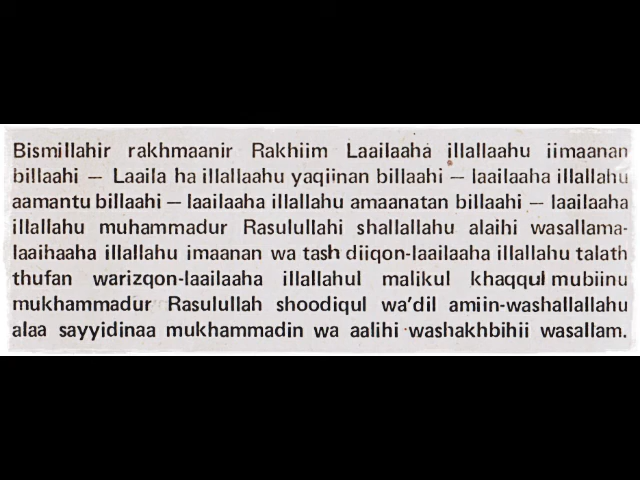 Bismillahir rakhmaanir Rakhiim Laailaaha illallaahu iimaanan
billaahi — Laaila ha illallaahu yaqiinan billaahi — laailaaha illallahu
aamantu billaahi — laailaaha illallahu amaanatan billaahi — laailaaha
illallahu muhammadur Rasulullahi shallallahu alaihi wasallama-
laaihaaha illallahu imaanan wa tash diiqon-laailaaha illallahu talath
thufan warizqon-laailaaha illallahul malikul khaqqul mubiinu
mukhammadur Rasulullah shoodiqul wa’dil amiin-washallallahu
alaa sayyidinaa mukhammadin wa aalihi washakhbihii wasallam.